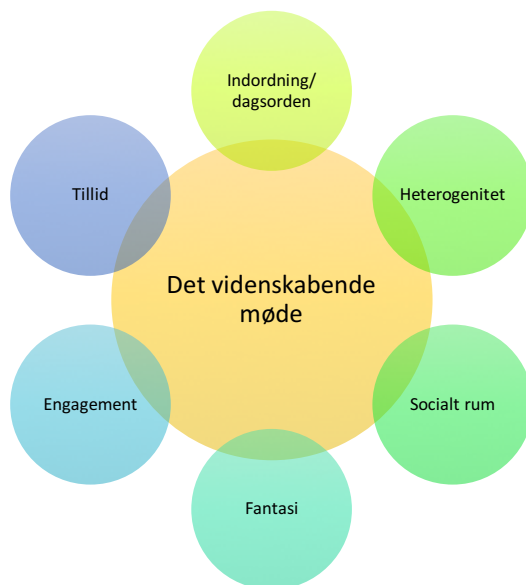 Indordning/
dagsorden
Tillid
Heterogenitet
Det videnskabende
møde
Engagement
Socialt rum
Fantasi